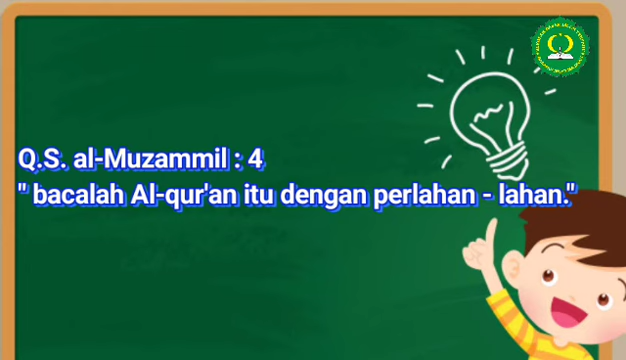 Q.S. al-Muzammil : 4
" bacalah Al-qur'an itu dengan perlahan - lahan."